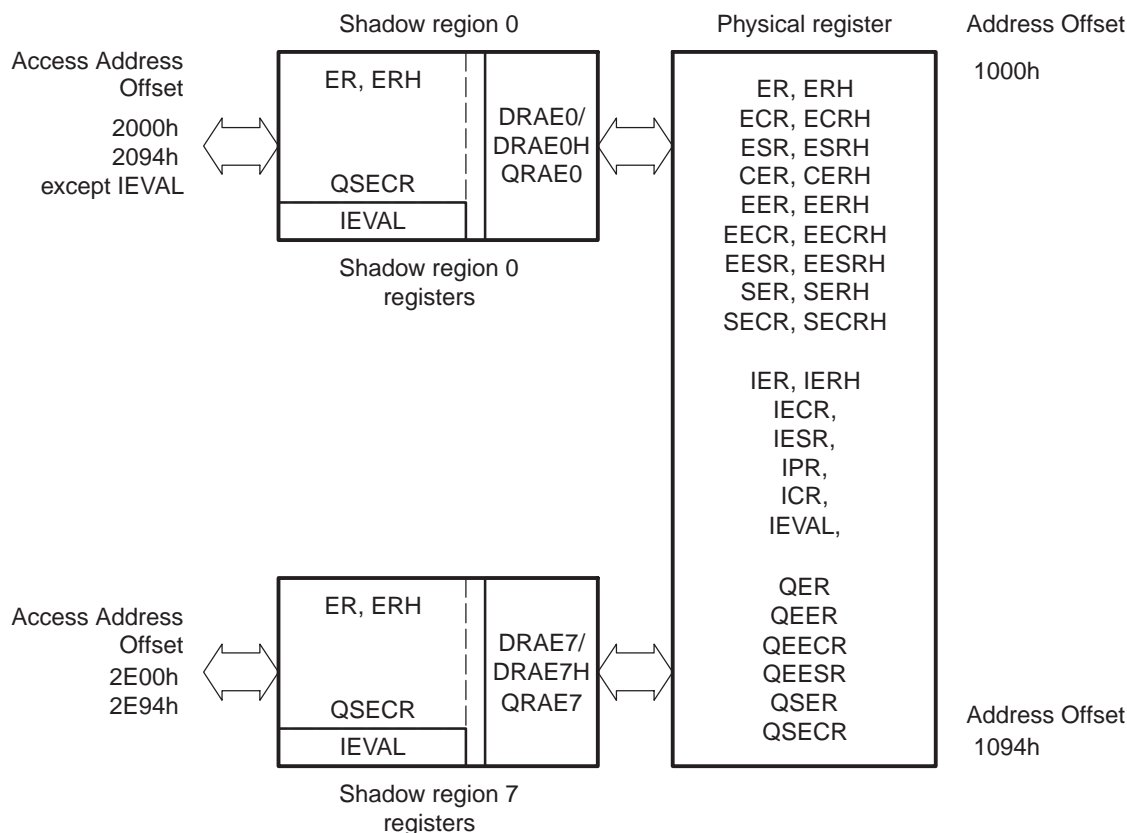 Shadow region 0
Physical register
Address Offset
1000h
Access Address
Offset
2000h
2094h
except IEVAL
ER, ERH
QSECR
IEVAL
DRAE0/
DRAE0H
QRAE0
Shadow region 0
registers
ER, ERH
ECR, ECRH
ESR, ESRH
CER, CERH
EER, EERH
EECR, EECRH
EESR, EESRH
SER, SERH
SECR, SECRH
IER, IERH
IECR,
IESR,
IPR,
ICR,
IEVAL,
QER
QEER
QEECR
QEESR
QSER
QSECR
Access Address
Offset
2E00h
2E94h
ER, ERH
QSECR
IEVAL
DRAE7/
DRAE7H
QRAE7
Shadow region 7
registers
Address Offset
1094h